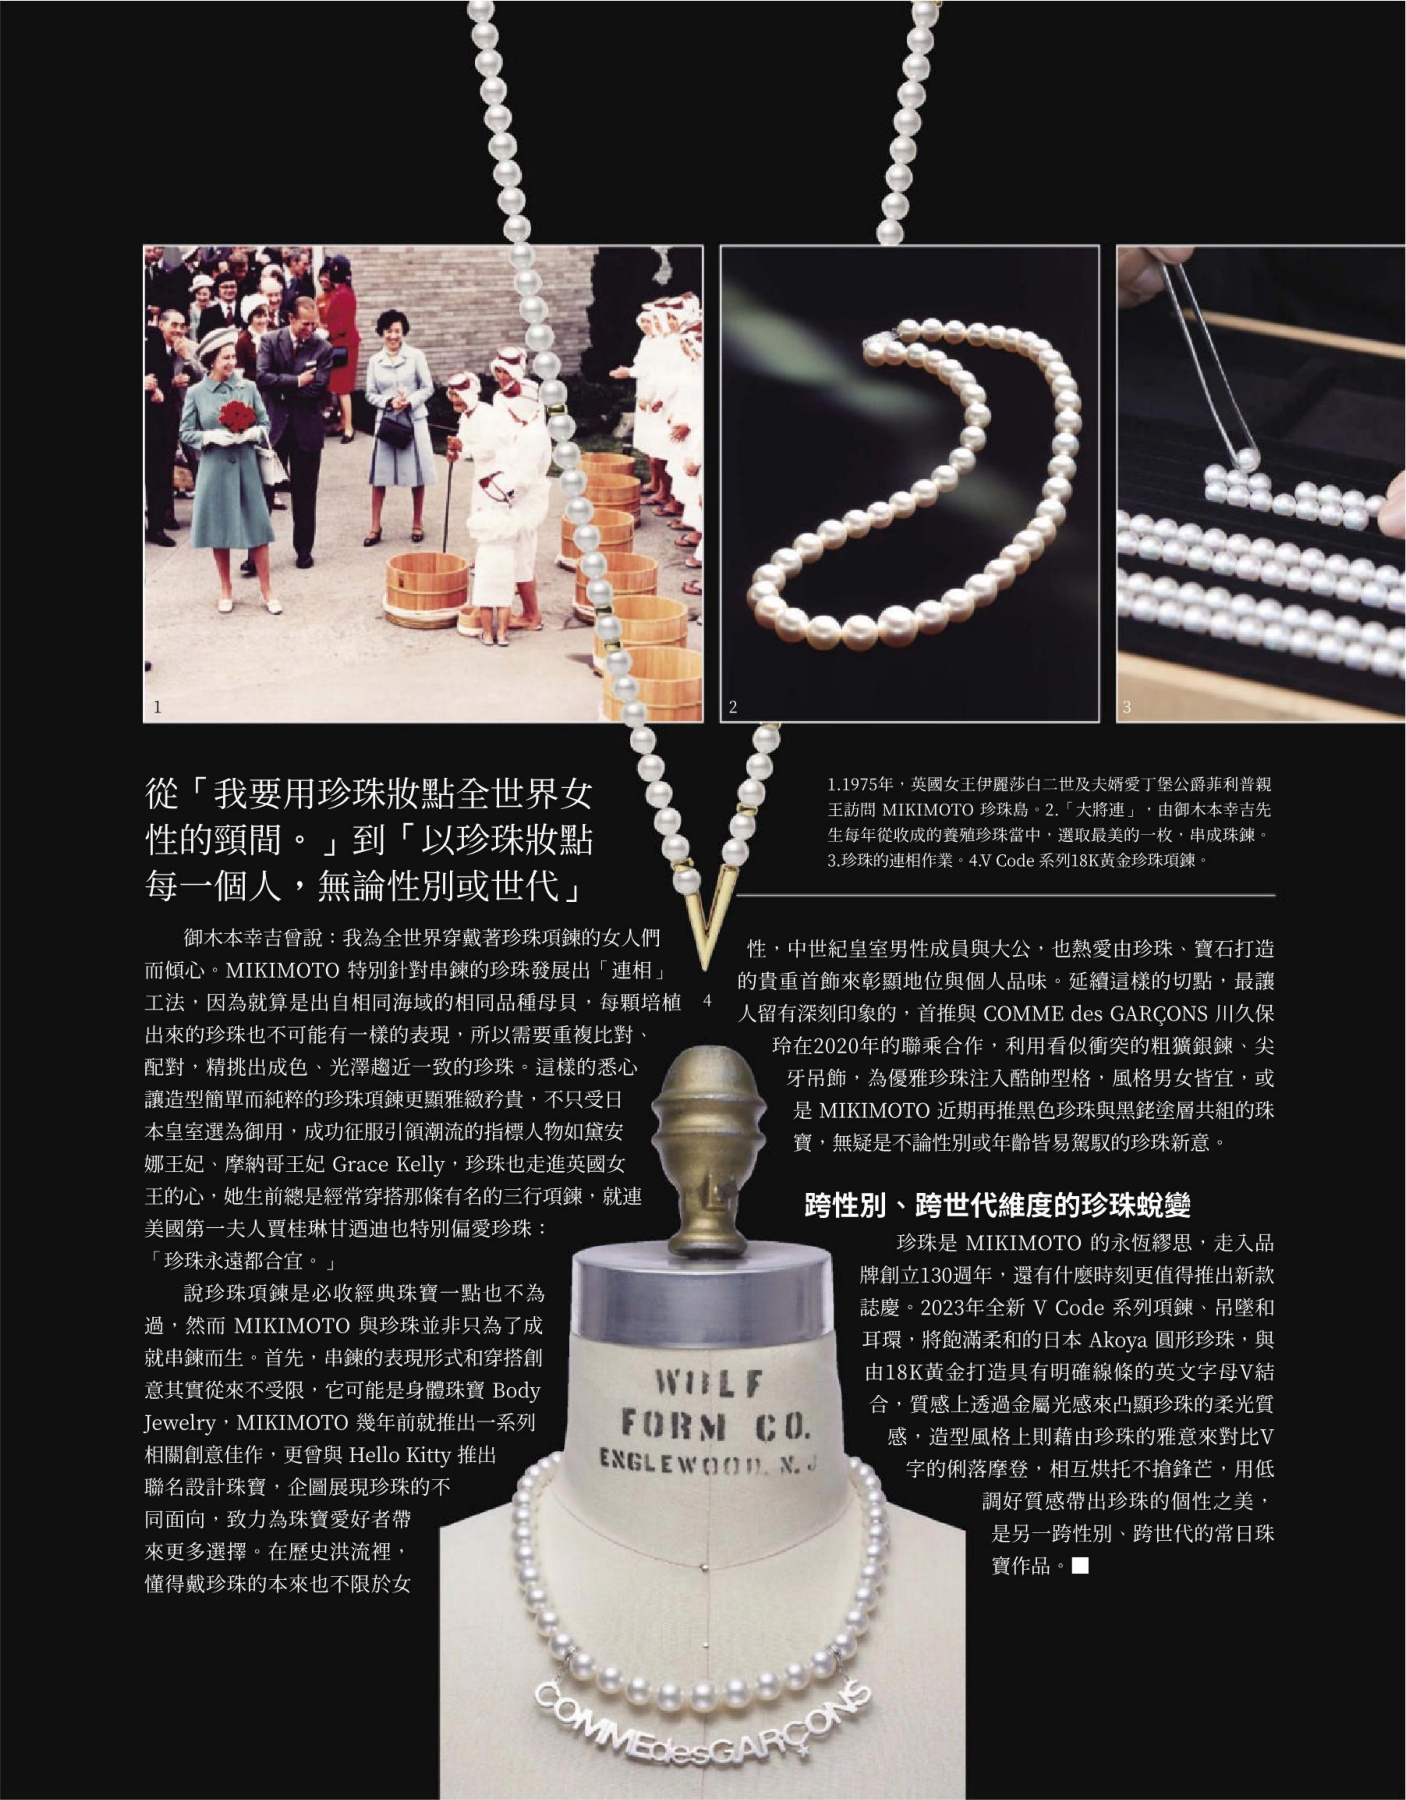 1
2
3
從「我要用珍珠妝點全世界女
性的頸間。」到「以珍珠妝點
每一個人，無論性別或世代」
1.1975年，英國女王伊麗莎白二世及夫婿愛丁堡公爵菲利普親
王訪問 MIKIMOTO 珍珠島。2.「大將連」，由御木本幸吉先
生每年從收成的養殖珍珠當中，選取最美的一枚，串成珠鍊。
3.珍珠的連相作業。4.V Code 系列18K黃金珍珠項鍊。
御木本幸吉曾說：我為全世界穿戴著珍珠項鍊的女人們
而傾心。MIKIMOTO 特別針對串鍊的珍珠發展出「連相」
工法，因為就算是出自相同海域的相同品種母貝，每顆培植
出來的珍珠也不可能有一樣的表現，所以需要重複比對、
配對，精挑出成色、光澤趨近一致的珍珠。這樣的悉心
讓造型簡單而純粹的珍珠項鍊更顯雅緻矜貴，不只受日
本皇室選為御用，成功征服引領潮流的指標人物如黛安
娜王妃、摩納哥王妃 Grace Kelly，珍珠也走進英國女
王的心，她生前總是經常穿搭那條有名的三行項鍊，就連
美國第一夫人賈桂琳甘迺迪也特別偏愛珍珠：
「珍珠永遠都合宜。」
說珍珠項鍊是必收經典珠寶一點也不為
過，然而 MIKIMOTO 與珍珠並非只為了成
就串鍊而生。首先，串鍊的表現形式和穿搭創
意其實從來不受限，它可能是身體珠寶 Body
Jewelry，MIKIMOTO 幾年前就推出一系列
相關創意佳作，更曾與 Hello Kitty 推出
聯名設計珠寶，企圖展現珍珠的不
同面向，致力為珠寶愛好者帶
來更多選擇。在歷史洪流裡，
懂得戴珍珠的本來也不限於女
4
性，中世紀皇室男性成員與大公，也熱愛由珍珠、寶石打造
的貴重首飾來彰顯地位與個人品味。延續這樣的切點，最讓
人留有深刻印象的，首推與 COMME des GARÇONS 川久保
玲在2020年的聯乘合作，利用看似衝突的粗獷銀鍊、尖
牙吊飾，為優雅珍珠注入酷帥型格，風格男女皆宜，或
是 MIKIMOTO 近期再推黑色珍珠與黑銠塗層共組的珠
寶，無疑是不論性別或年齡皆易駕馭的珍珠新意。
跨性別、跨世代維度的珍珠蛻變
珍珠是 MIKIMOTO 的永恆繆思，走入品
牌創立130週年，還有什麼時刻更值得推出新款
誌慶。2023年全新 V Code 系列項鍊、吊墜和
耳環，將飽滿柔和的日本 Akoya 圓形珍珠，與
由18K黃金打造具有明確線條的英文字母V結
合，質感上透過金屬光感來凸顯珍珠的柔光質
感，造型風格上則藉由珍珠的雅意來對比V
字的俐落摩登，相互烘托不搶鋒芒，用低
調好質感帶出珍珠的個性之美，
是另一跨性別、跨世代的常日珠
寶作品。■
WOLF
FORM CO.
ENGLEWOOD, N.J
COMMEdesGARÇONS